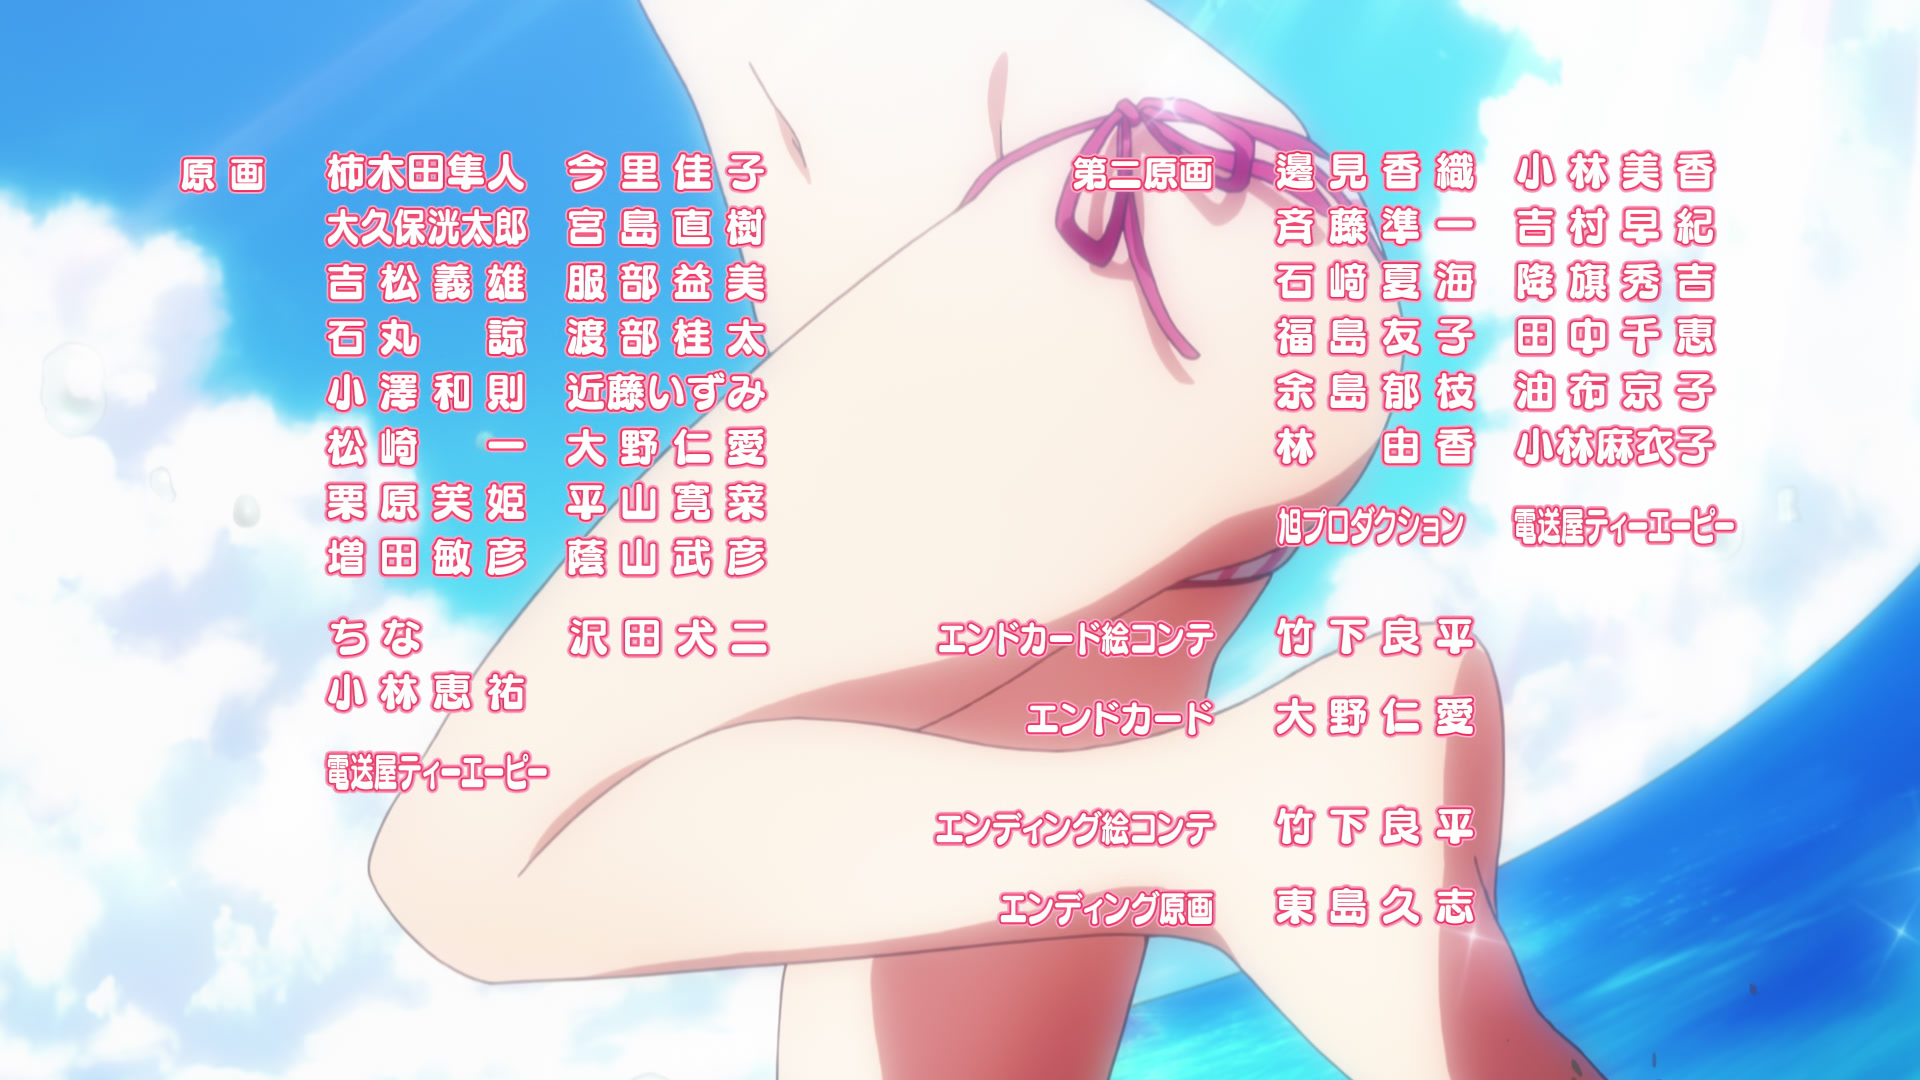 原画 柿木田隼人 今里佳子
大久保洸太郎 宮島直樹
吉松義雄 服部益美
石丸 諒 渡部桂太
小澤和則 近藤いずみ
松崎 一 大野仁愛
栗原芙姫 平山寛菜
増田敏彦 蔭山武彦
ちな 沢田犬二
小林恵祐
電送屋ティーエーピー
第二原画 邊見香織 小林美香
斉藤準一 吉村早紀
石﨑夏海 降旗秀吉
福島友子 田中千恵
余島郁枝 油布京子
林 由香 小林麻衣子
旭プロダクション 電送屋ティーエーピー
エンドカード絵コンテ 竹下良平
エンドカード 大野仁愛
エンディング絵コンテ 竹下良平
エンディング原画 東島久志